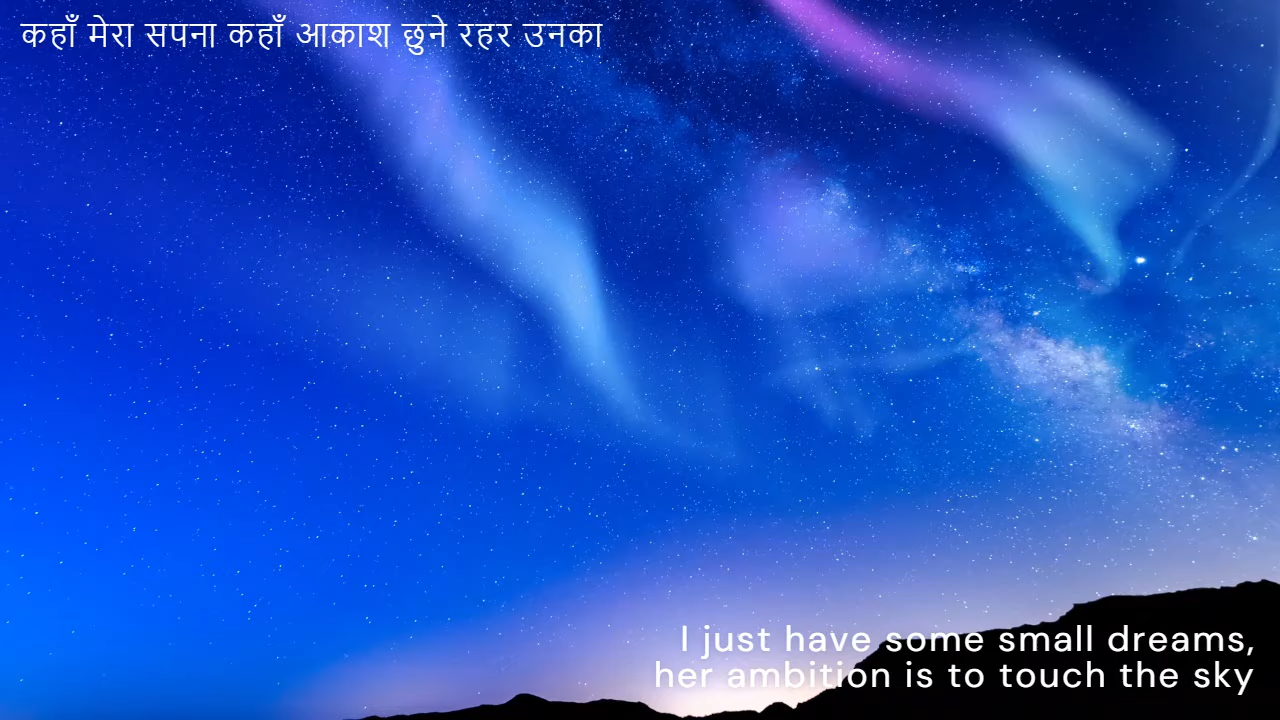 कहाँ मेरा सपना कहाँ आकाश छुने रहर उनका
I just have some small dreams,
her ambition is to touch the sky